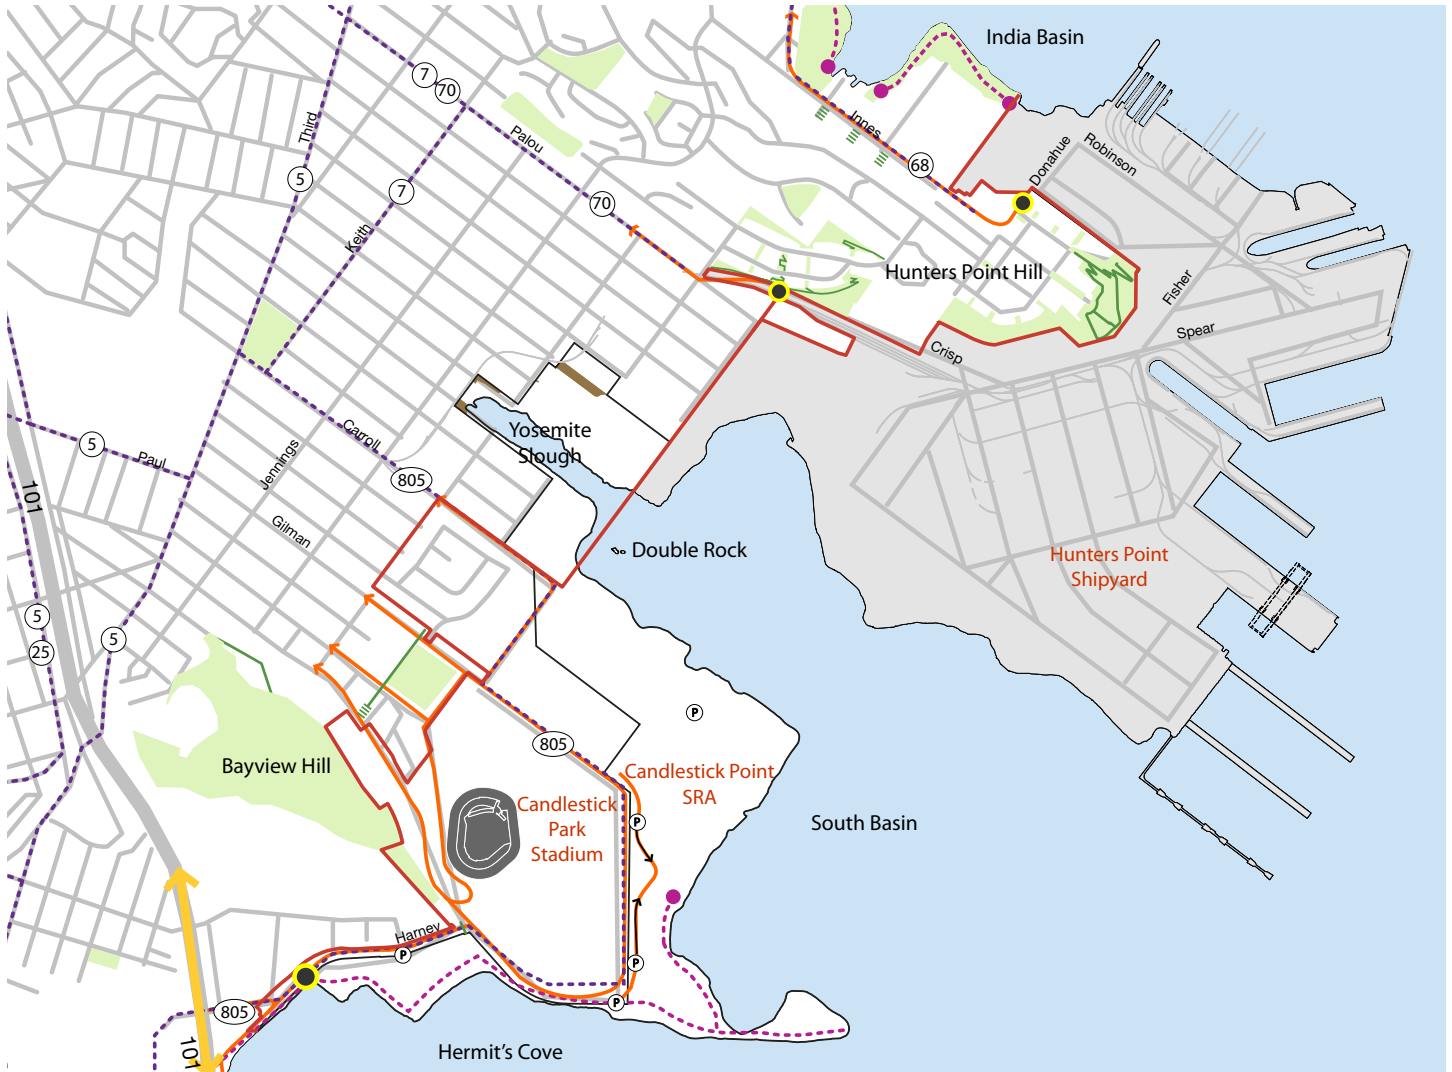 India Basin
7
70
Third
Palou
Innes
68
Donahue
Robinson
5
7
70
Keith
Hunters Point Hill
Fisher
Spear
Crisp
Yosemite
Slough
Carroll
5
Paul
Jennings
805
101
Gilman
Double Rock
Hunters Point
Shipyard
5
25
5
P
805
Bayview Hill
Candlestick Point
SRA
Candlestick
Park
Stadium
P
South Basin
Harney
P
P
P
805
101
Hermit's Cove